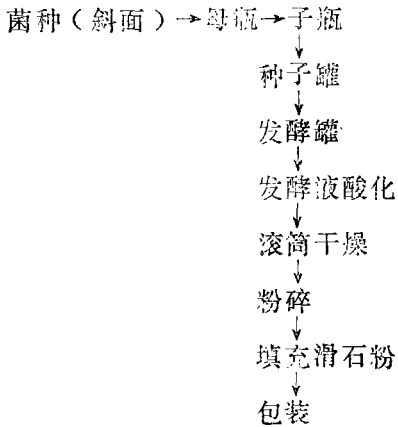 菌种（斜面）→母瓶→子瓶
↓
种子罐
↓
发酵罐
↓
发酵液酸化
↓
滚筒干燥
↓
粉碎
↓
填充滑石粉
↓
包装